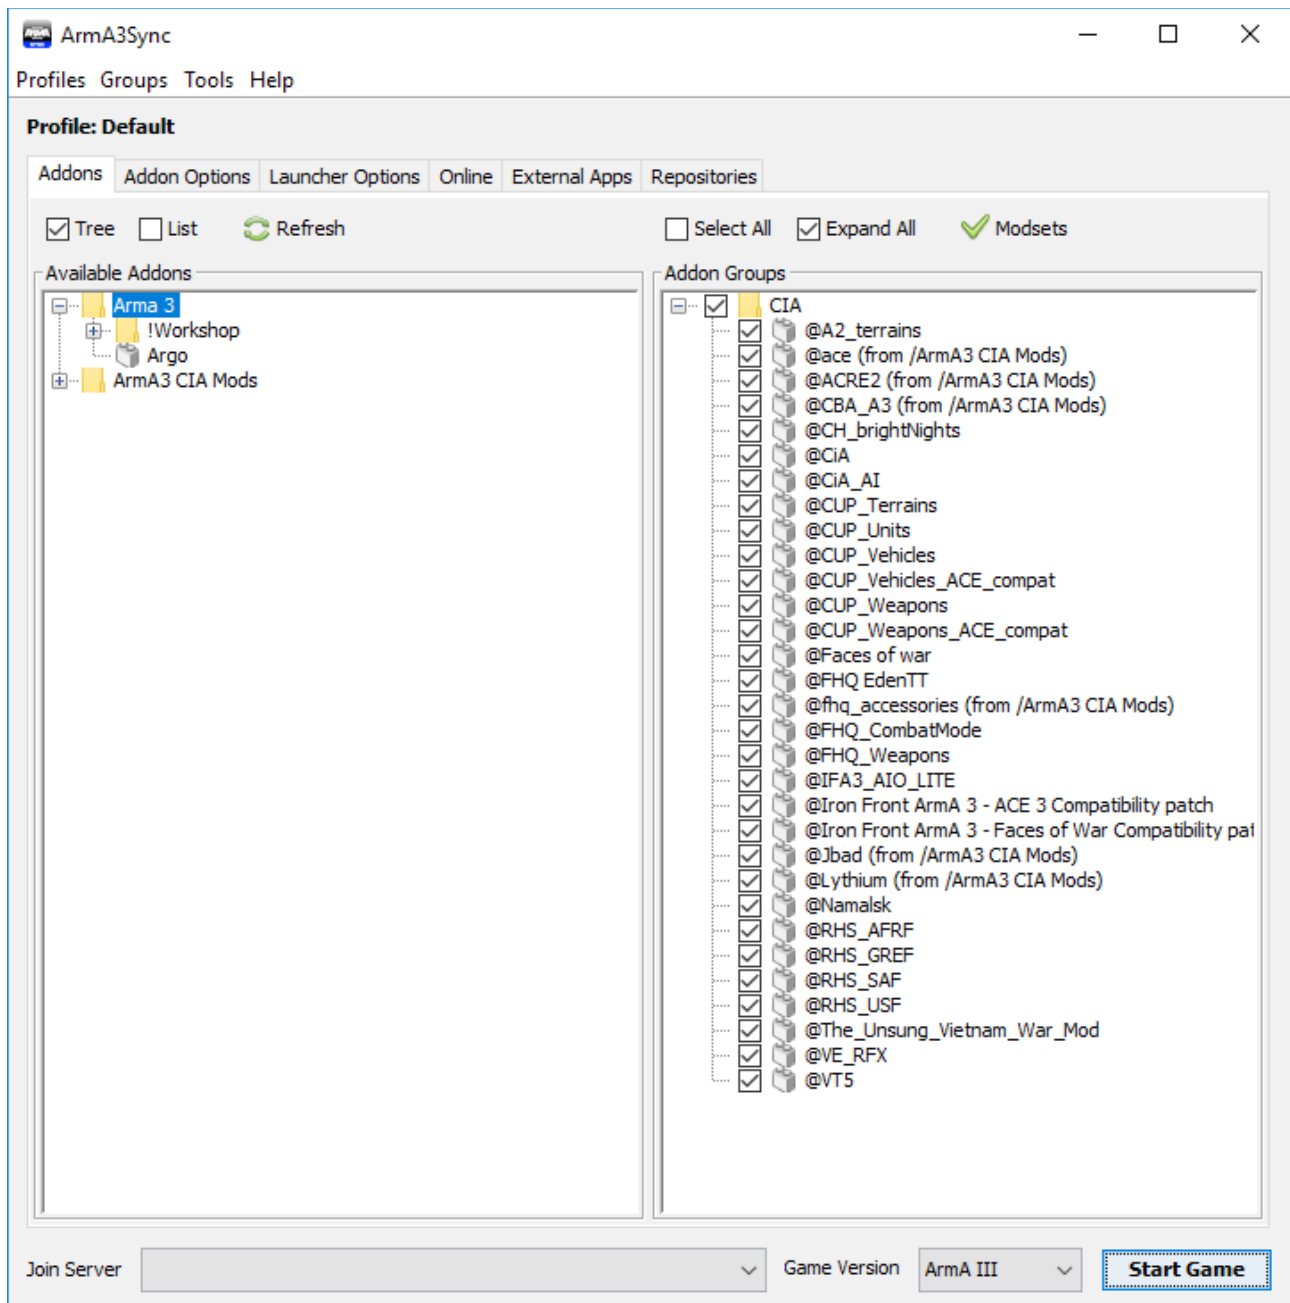 ArmA3Sync
Profiles Groups Tools Help
Profile: Default
Addons Addon Options Launcher Options Online External Apps Repositories
Tree List Refresh Select All Expand All Modsets
Available Addons
Arma 3
!Workshop
Argo
ArmA3 CIA Mods
Addon Groups
CIA
@A2_terrains
@ace (from /ArmA3 CIA Mods)
@ACRE2 (from /ArmA3 CIA Mods)
@CBA_A3 (from /ArmA3 CIA Mods)
@CH_brightNights
@CiA
@CiA_AI
@CUP_Terrains
@CUP_Units
@CUP_Vehicles
@CUP_Vehicles_ACE_compat
@CUP_Weapons
@CUP_Weapons_ACE_compat
@Faces of war
@FHQ EdenTT
@fhq_accessories (from /ArmA3 CIA Mods)
@FHQ_CombatMode
@FHQ_Weapons
@IFA3_AIO_LITE
@Iron Front ArmA 3 - ACE 3 Compatibility patch
@Iron Front ArmA 3 - Faces of War Compatibility pat
@Jbad (from /ArmA3 CIA Mods)
@Lythium (from /ArmA3 CIA Mods)
@Namalsk
@RHS_AFRF
@RHS_GREF
@RHS_SAF
@RHS_USF
@The_Unsung_Vietnam_War_Mod
@VE_RFX
@VT5
Join Server Game Version ArmA III Start Game